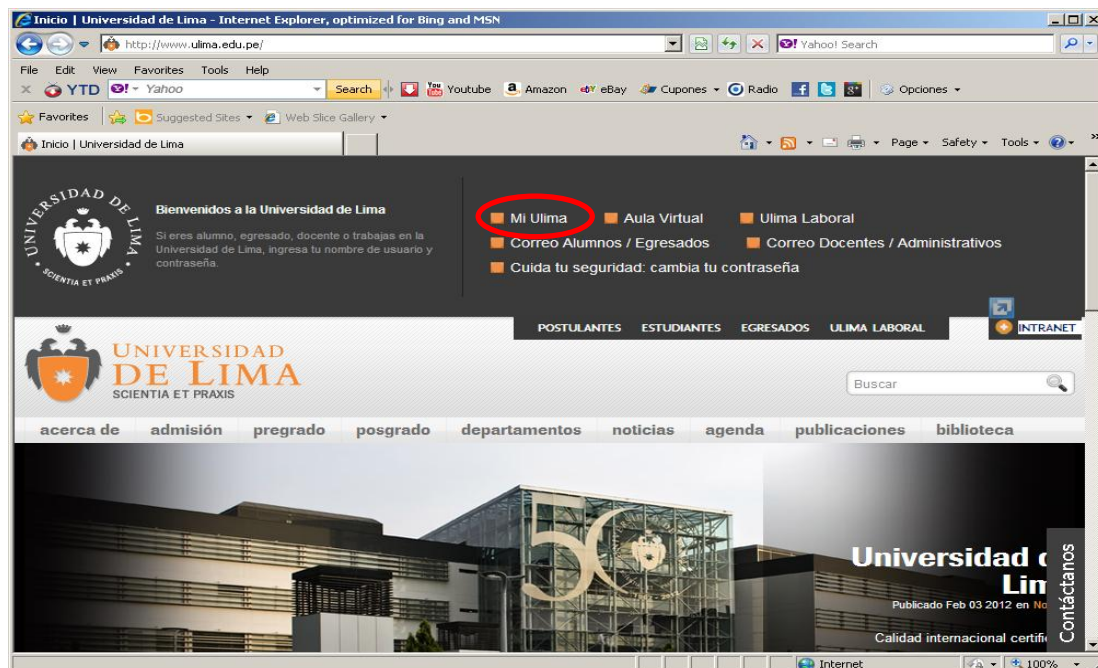 Inicio | Universidad de Lima - Internet Explorer, optimized for Bing and MSN
http://www.ulima.edu.pe/
Yahoo! Search
File Edit View Favorites Tools Help
YTD Yahoo Search You Tube Youtube a Amazon eBay Cupones Radio Opciones
Favorites Suggested Sites Web Slice Gallery
Inicio | Universidad de Lima
Page Safety Tools »
UNIVERSIDAD DE LIMA
SCIENTIA ET PRAXIS
Bienvenidos a la Universidad de Lima
Si eres alumno, egresado, docente o trabajas en la
Universidad de Lima, ingresa tu nombre de usuario y
contraseña.
Mi Ulima Aula Virtual Ulima Laboral
Correo Alumnos / Egresados Correo Docentes / Administrativos
Cuida tu seguridad: cambia tu contraseña
POSTULANTES ESTUDIANTES EGRESADOS ULIMA LABORAL INTRANET
UNIVERSIDAD
DE LIMA
SCIENTIA ET PRAXIS
Buscar
acerca de admisión pregrado posgrado departamentos noticias agenda publicaciones biblioteca
50
Universidad
Publicado Feb 03 2012 en
Calidad internacional
Contáctanos
Internet 100%